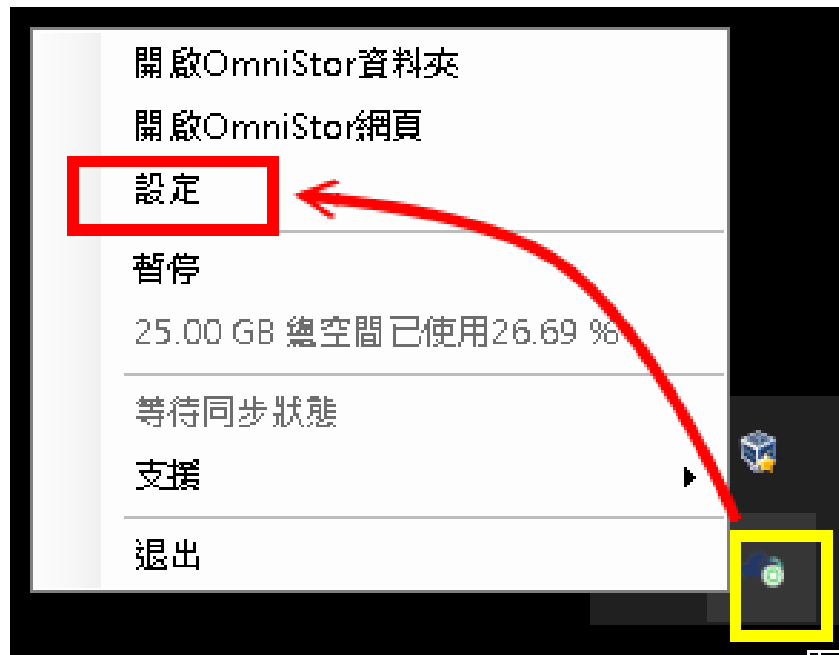 開啟OmniStor資料夾
開啟OmniStor網頁
設定
暫停
25.00 GB 總空間 已使用26.69 %
等待同步狀態
支援
退出